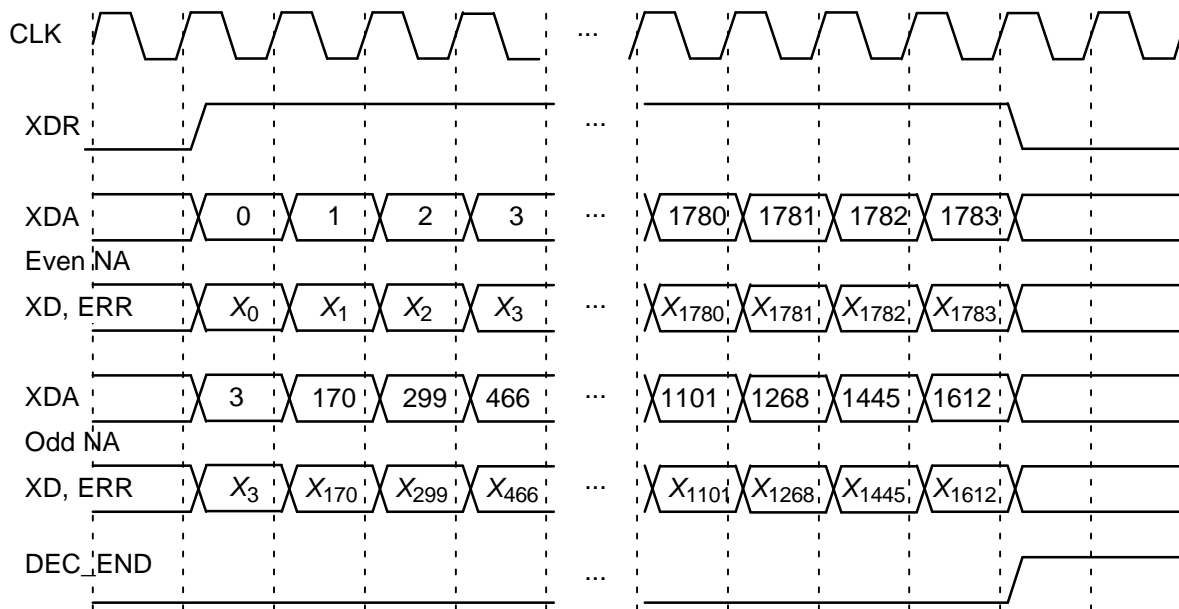 CLK ...
XDR ...
XDA 0 1 2 3 ... 1780 1781 1782 1783
Even NA
XD, ERR X0 X1 X2 X3 ... X1780 X1781 X1782 X1783
XDA 3 170 299 466 ... 1101 1268 1445 1612
Odd NA
XD, ERR X3 X170 X299 X466 ... X1101 X1268 X1445 X1612
DEC_END ...